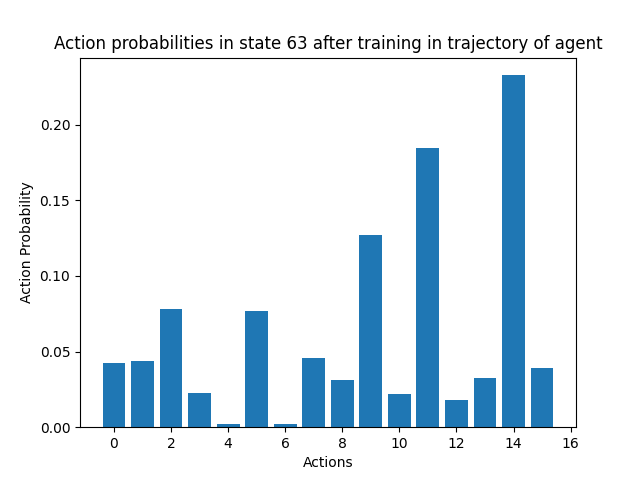 Action probabilities in state 63 after training in trajectory of agent
Action Probability
0.20
0.15
0.10
0.05
0.00
0 2 4 6 8 10 12 14 16
Actions